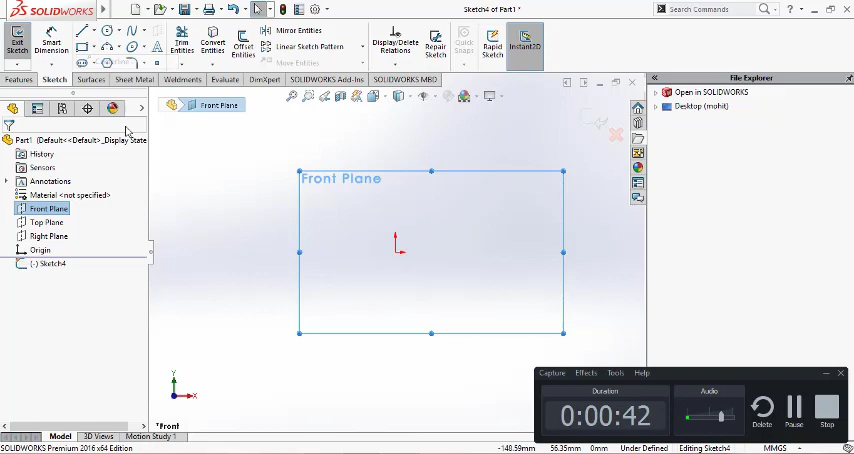 SOLIDWORKS
Sketch4 of Part1 *
Search Commands
Exit Sketch
Smart Dimension
Trim Entities
Convert Entities
Offset Entities
Mirror Entities
Linear Sketch Pattern
Move Entities
Display/Delete Relations
Repair Sketch
Quick Snaps
Rapid Sketch
Instant2D
Features Sketch Surfaces Sheet Metal Weldments Evaluate DimXpert SOLIDWORKS Add-Ins SOLIDWORKS MBD
File Explorer
Open in SOLIDWORKS
Desktop (mohit)
Front Plane
Part1 (Default<<Default>_Display State
History
Sensors
Annotations
Material <not specified>
Front Plane
Top Plane
Right Plane
Origin
(-) Sketch4
Front Plane
Y
X
*Front
Capture Effects Tools Help
Duration
0:00:42
Audio
Delete Pause Stop
Model 3D Views Motion Study 1
SOLIDWORKS Premium 2016 x64 Edition
-148.59mm 56.35mm 0mm Under Defined Editing Sketch4 MMGS